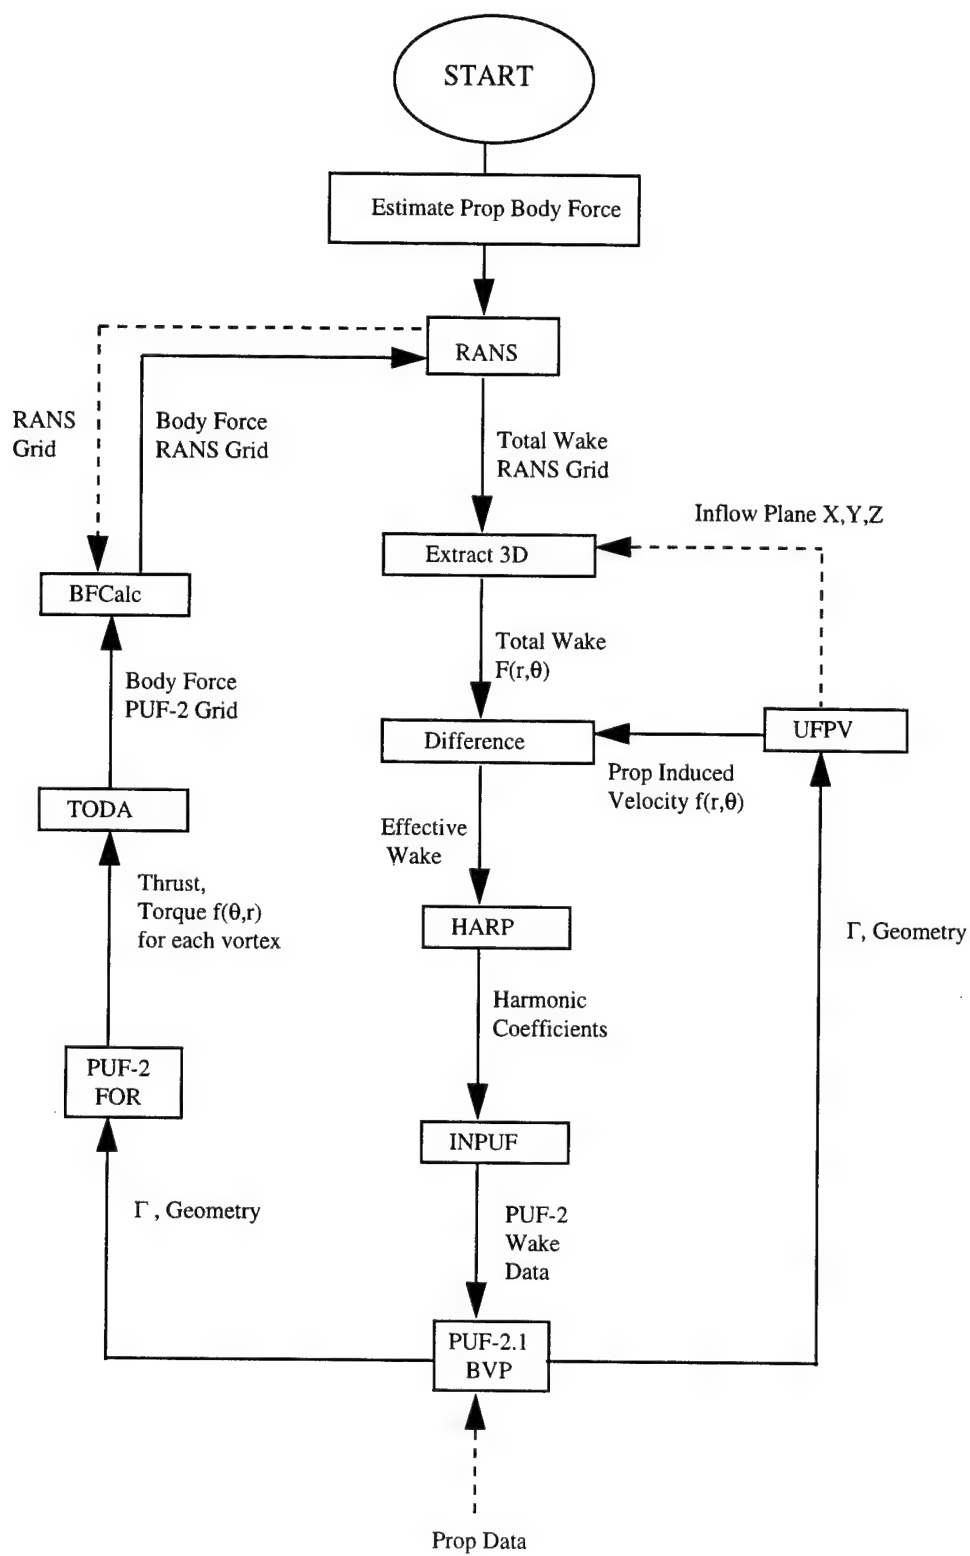 START
Estimate Prop Body Force
RANS
RANS
Grid
Body Force
RANS Grid
Total Wake
RANS Grid
Inflow Plane X,Y,Z
Extract 3D
BFCalc
Total Wake
F(r,θ)
Body Force
PUF-2 Grid
Difference
UFPV
Prop Induced
Velocity f(r,θ)
TODA
Effective
Wake
Thrust,
Torque f(θ,r)
for each vortex
HARP
Γ, Geometry
Harmonic
Coefficients
PUF-2
FOR
INPUF
Γ , Geometry
PUF-2
Wake
Data
PUF-2.1
BVP
Prop Data